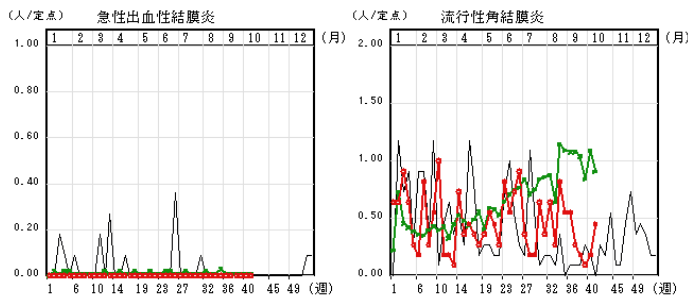 (人/定点) 急性出血性結膜炎
1.00 1 2 3 4 5 6 7 8 9 10 11 12 (月)
0.80
0.60
0.40
0.20
0.00
1 6 10 14 18 23 27 32 36 40 45 49 (週)
(人/定点) 流行性角結膜炎
2.00 1 2 3 4 5 6 7 8 9 10 11 12 (月)
1.50
1.00
0.50
0.00
1 6 10 14 18 23 28 32 36 40 45 49 (週)